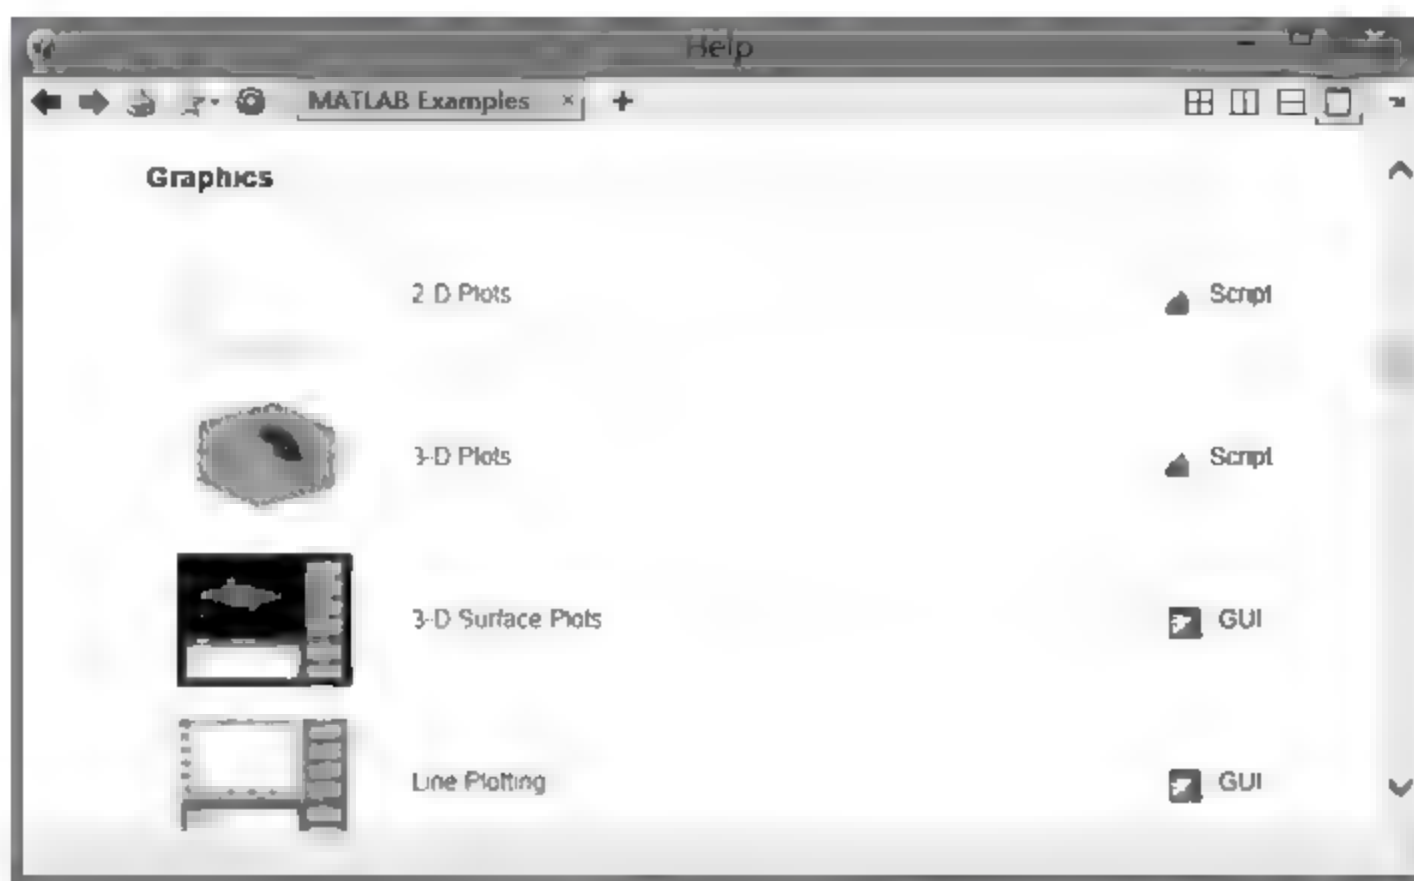 Help
MATLAB Examples
Graphics
2 D Plots Script
3-D Plots Script
3-D Surface Plots GUI
Line Plotting GUI